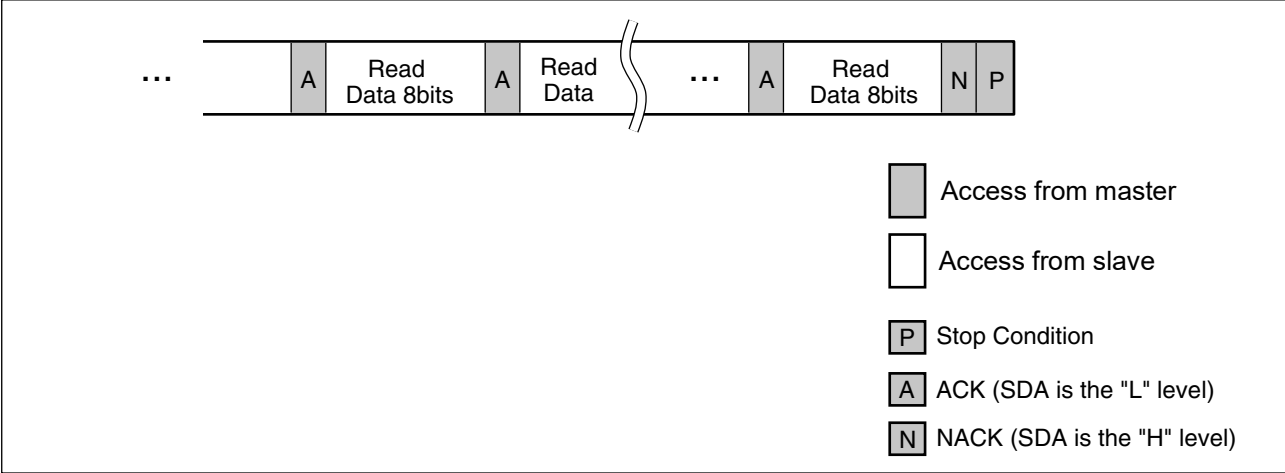 ... A Read Data 8bits A Read Data ... A Read Data 8bits N P
Access from master
Access from slave
P Stop Condition
A ACK (SDA is the "L" level)
N NACK (SDA is the "H" level)